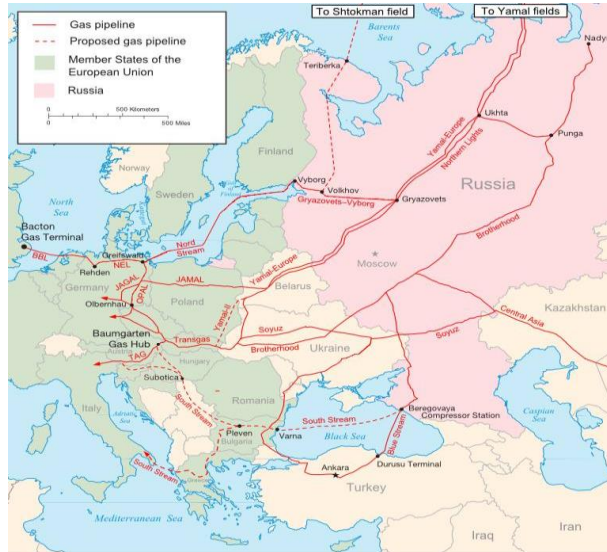 To Shtokman field
To Yamal fields
Gas pipeline
Proposed gas pipeline
Member States of the
European Union
Russia
0 500 Kilometers
0 500 Miles
Barents
Sea
Nady
Teriberka
Ukhta
Punga
Yamal-Europe
Northern Lights
Norway
Finland
Sweden
Vyborg
Volkhov
Gryazovets-Vyborg
Gryazovets
Russia
North
Sea
Bacton
Gas Terminal
BBL
Rehden
NEL
Greifswald
Nord
Stream
Brotherhood
Moscow
JAGAL
OPAL
JAMAL
Yamal-Europe
Germany
Olbernhau
Poland
Belarus
Yamal-II
Kazakhstan
Central Asia
Baumgarten
Gas Hub
Transgas
Soyuz
Soyuz
Brotherhood
Ukraine
Austria
TAG
Hungary
Subotica
Romania
Italy
Adriatic
Sea
South Stream
Pleven
Bulgaria
Varna
South Stream
Black Sea
Beregovaya
Compressor Station
Blue Stream
Caspian
Sea
South Stream
Greece
Ankara
Durusu Terminal
Turkey
Mediterranean Sea
Iraq
Iran